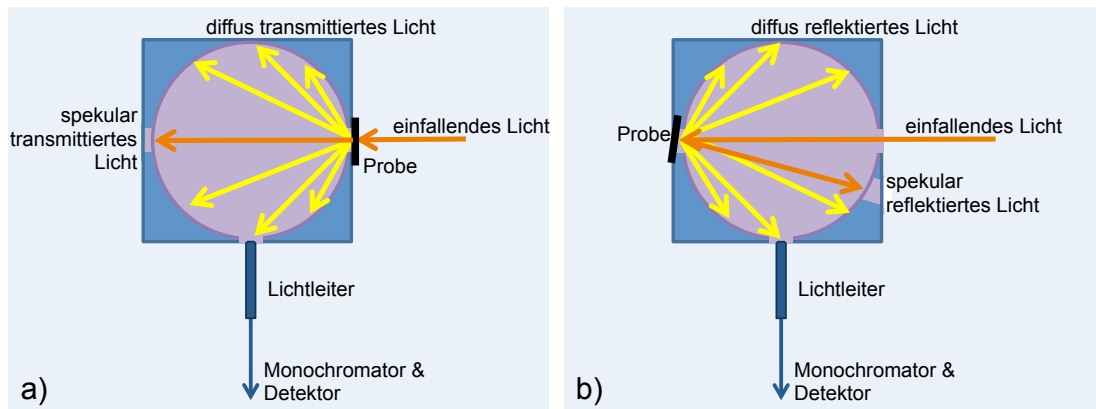 diffus transmittiertes Licht
spekular
transmittiertes
Licht
einfallendes Licht
Probe
Lichtleiter
Monochromator &
Detektor
a)
diffus reflektiertes Licht
Probe
einfallendes Licht
spekular
reflektiertes Licht
Lichtleiter
Monochromator &
Detektor
b)